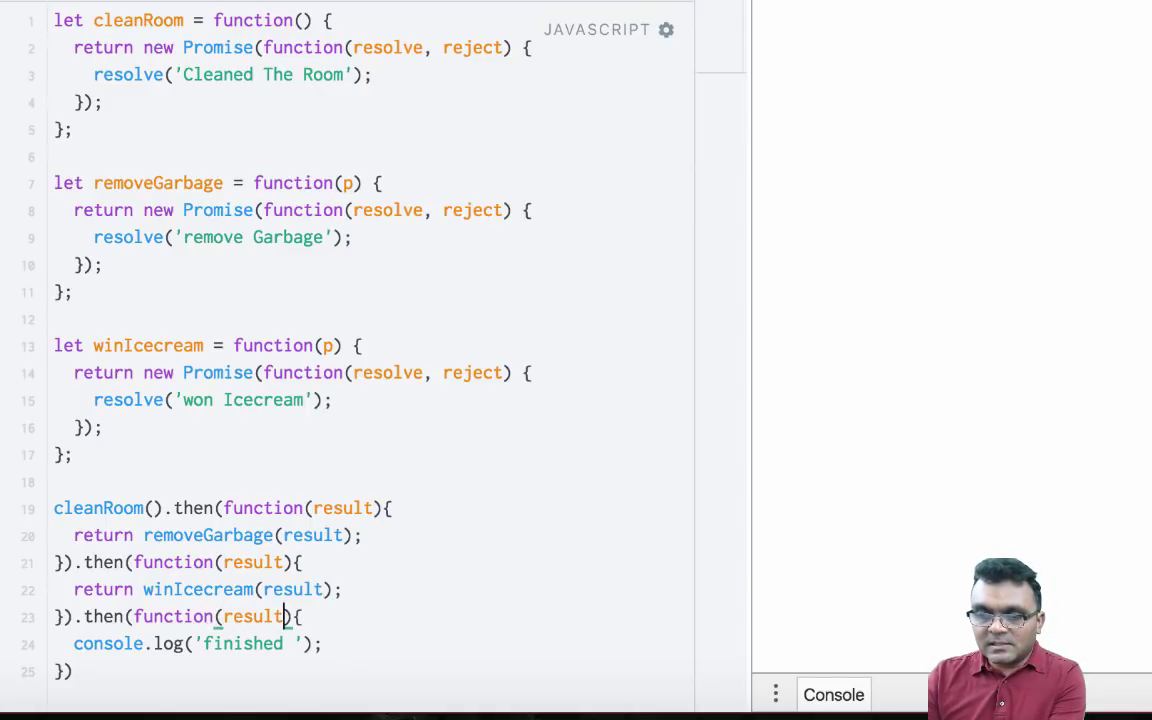 JAVASCRIPT
1 let cleanRoom = function() {
2 return new Promise(function(resolve, reject) {
3 resolve('Cleaned The Room');
4 });
5 };
6
7 let removeGarbage = function(p) {
8 return new Promise(function(resolve, reject) {
9 resolve('remove Garbage');
10 });
11 };
12
13 let winIcecream = function(p) {
14 return new Promise(function(resolve, reject) {
15 resolve('won Icecream');
16 });
17 };
18
19 cleanRoom().then(function(result){
20 return removeGarbage(result);
21 }).then(function(result){
22 return winIcecream(result);
23 }).then(function(result){
24 console.log('finished ');
25 })
Console